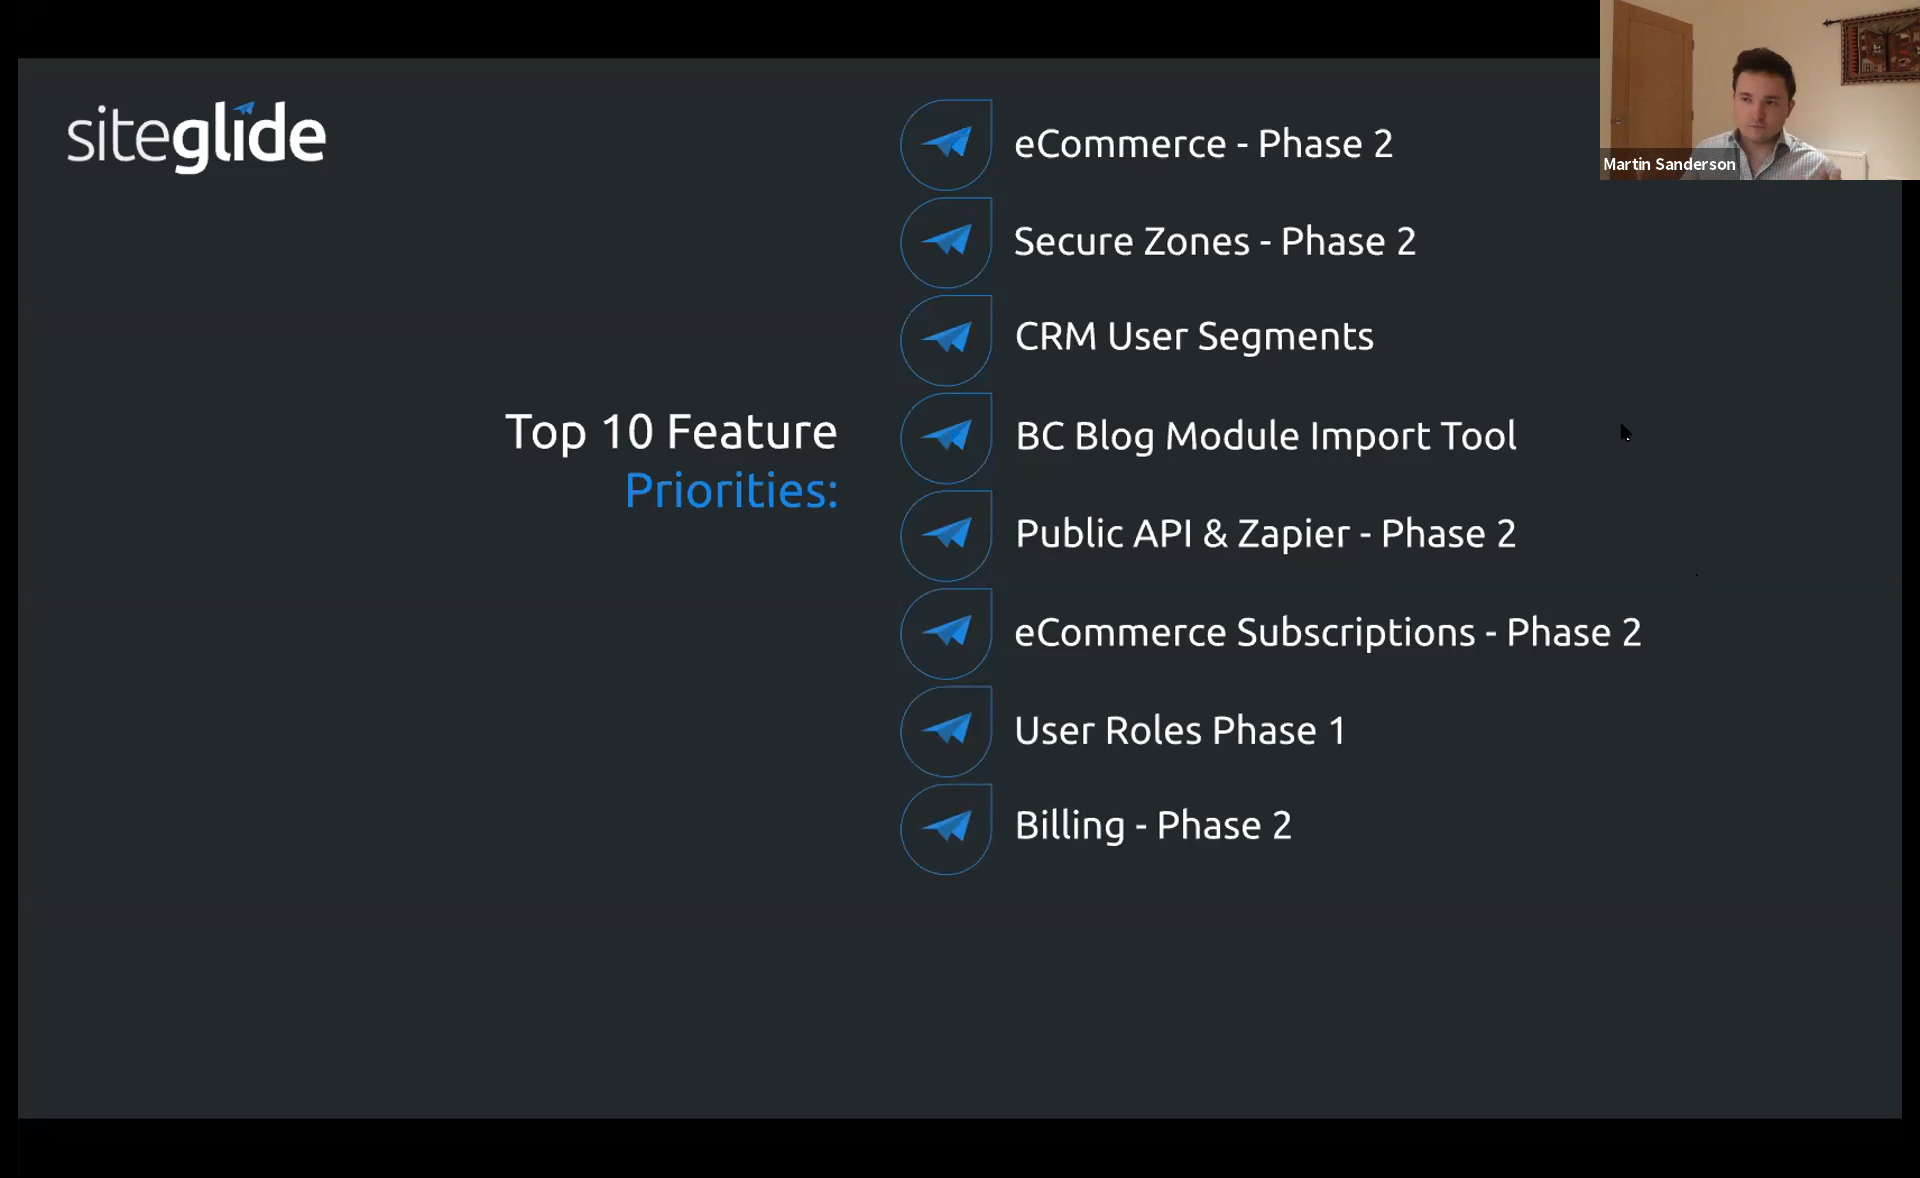 siteglide
Top 10 Feature
Priorities:
eCommerce - Phase 2
Secure Zones - Phase 2
CRM User Segments
BC Blog Module Import Tool
Public API & Zapier - Phase 2
eCommerce Subscriptions - Phase 2
User Roles Phase 1
Billing - Phase 2
Martin Sanderson